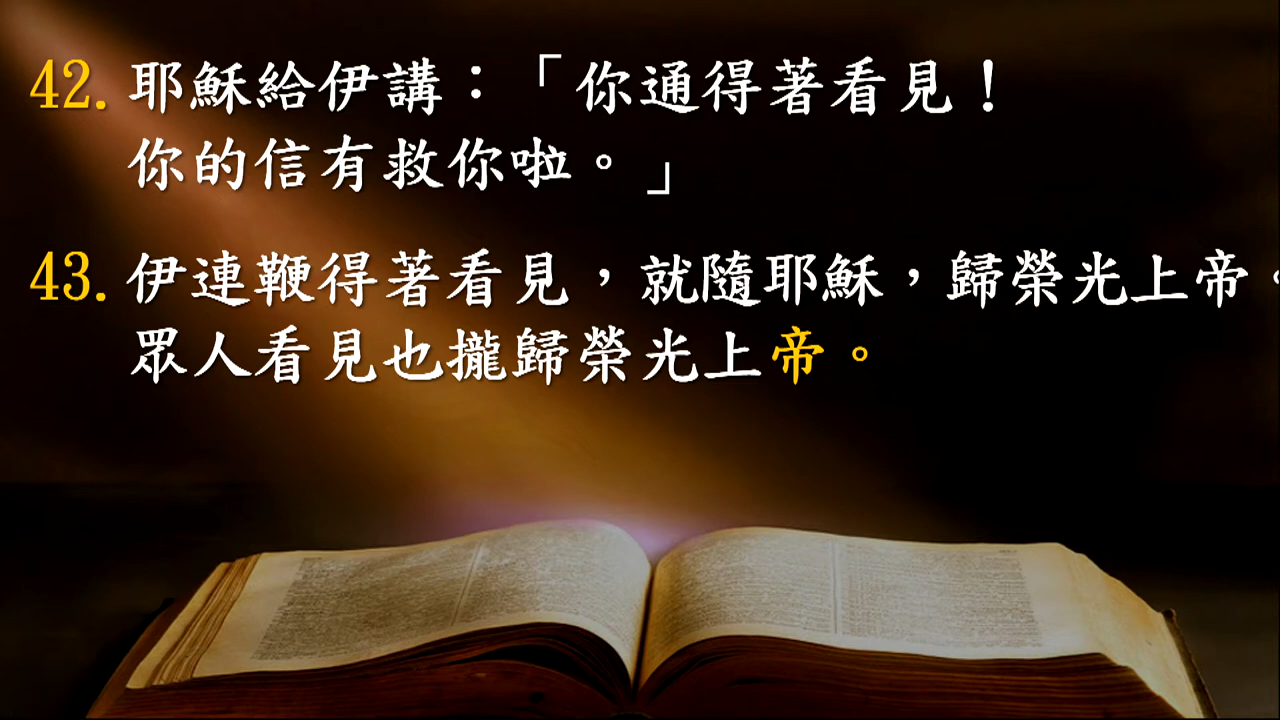 42. 耶穌給伊講：「你通得著看見！
你的信有救你啦。」
43. 伊連鞭得著看見，就隨耶穌，歸榮光上帝。
眾人看見也攏歸榮光上帝。